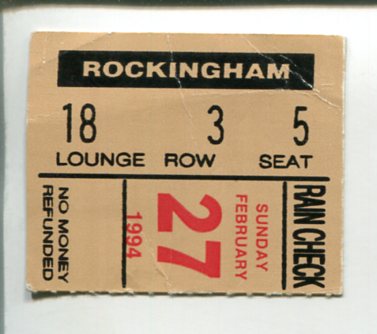 ROCKINGHAM
18 3 5
LOUNGE ROW SEAT
NO MONEY
REFUNDED
SUNDAY
FEBRUARY
27
1994
RAIN CHECK